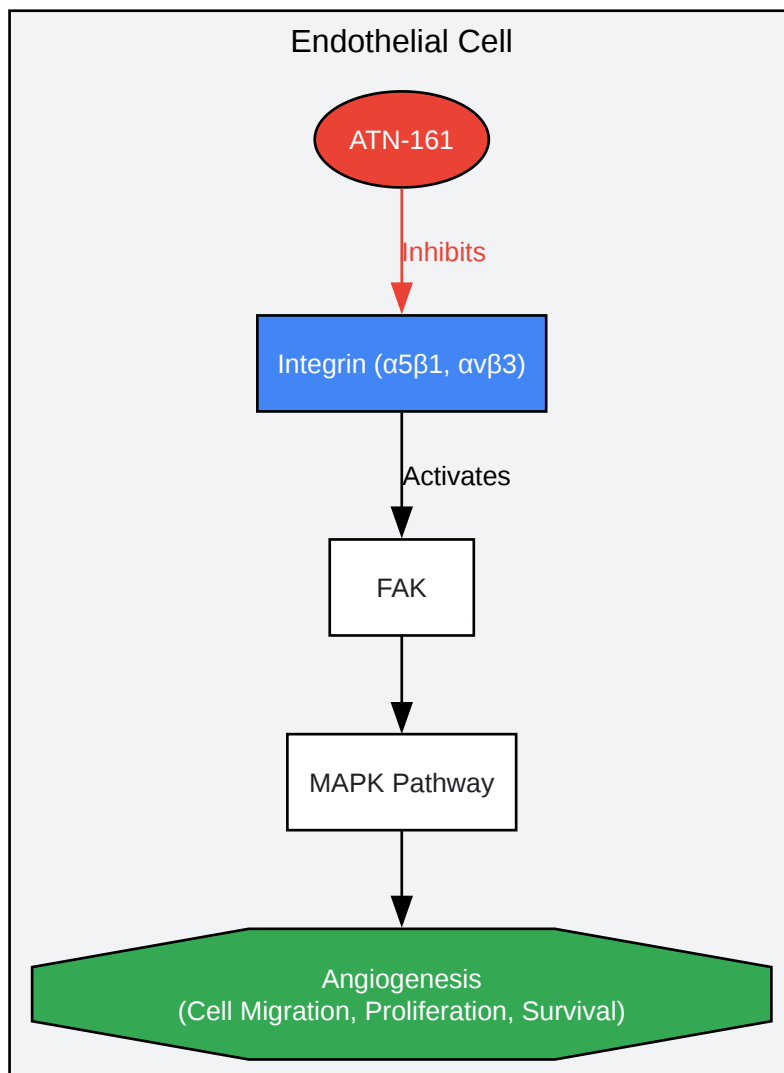 Endothelial Cell
ATN-161
Inhibits
Integrin (α5β1, αvβ3)
Activates
FAK
MAPK Pathway
Angiogenesis
(Cell Migration, Proliferation, Survival)